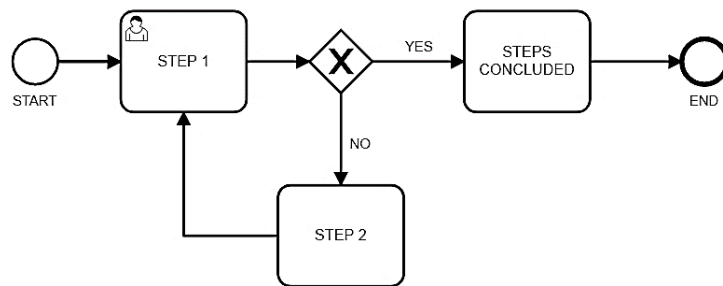 STEP 1
YES
STEPS
CONCLUDED
START
END
NO
STEP 2